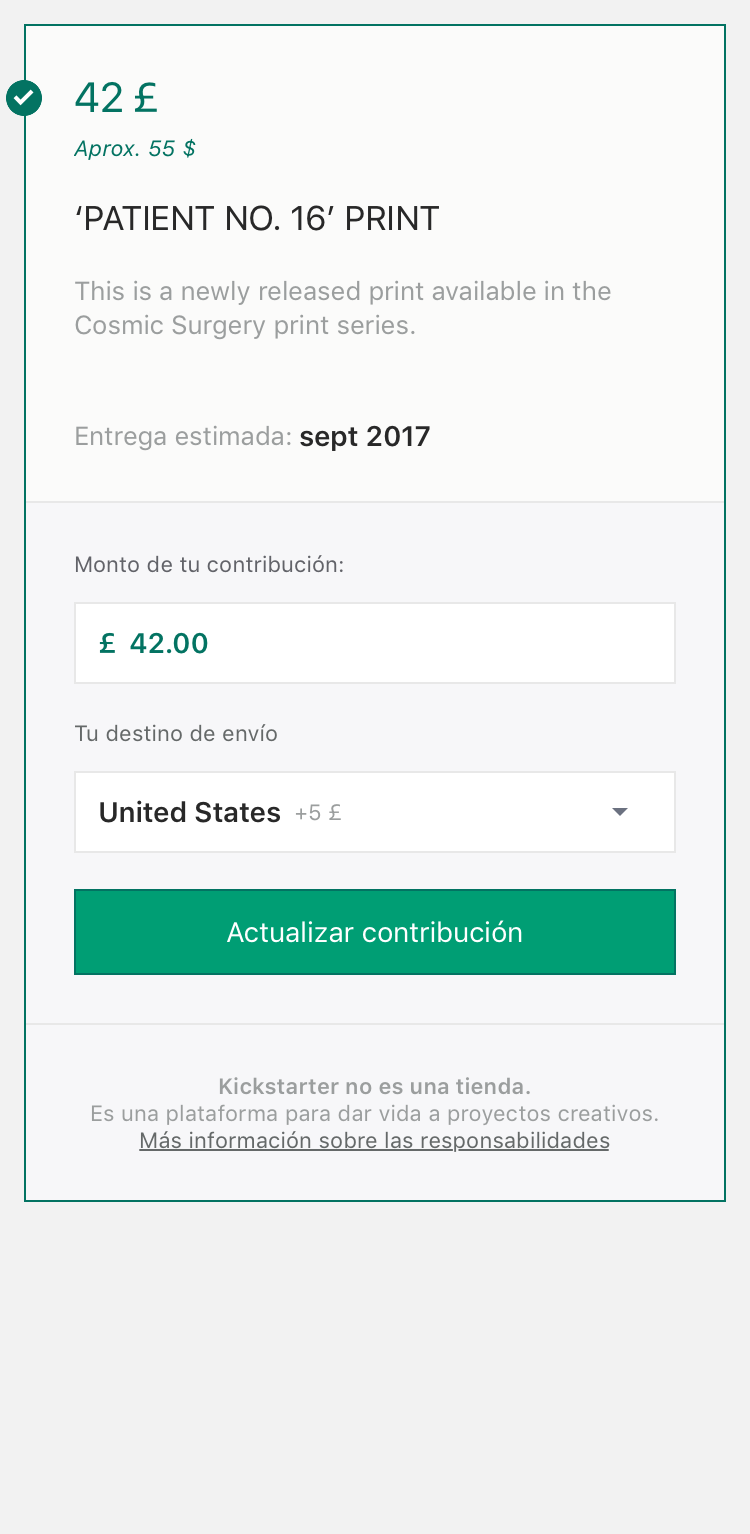 42 £
Aprox. 55 $
‘PATIENT NO. 16’ PRINT
This is a newly released print available in the
Cosmic Surgery print series.
Entrega estimada: sept 2017
Monto de tu contribución:
£ 42.00
Tu destino de envío
United States +5 £
Actualizar contribución
Kickstarter no es una tienda.
Es una plataforma para dar vida a proyectos creativos.
Más información sobre las responsabilidades